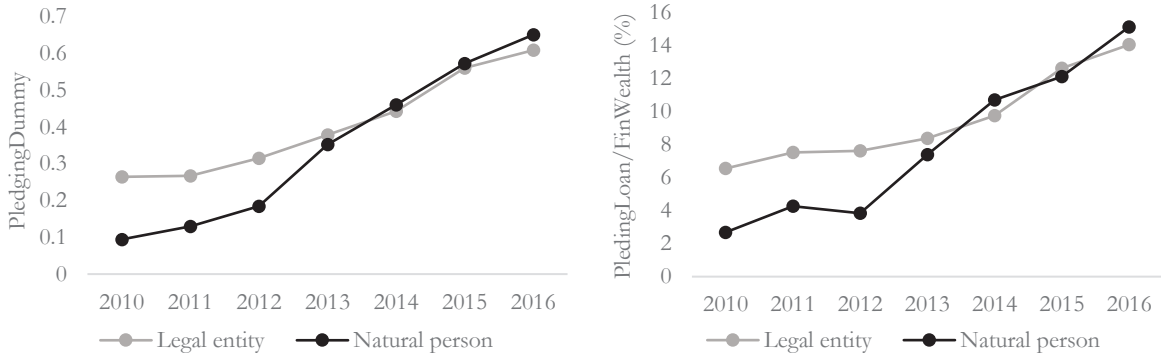 PledgingDummy
0.7
0.6
0.5
0.4
0.3
0.2
0.1
0
2010 2011 2012 2013 2014 2015 2016
Legal entity Natural person
PledingLoan/FinWealth (%)
16
14
12
10
8
6
4
2
0
2010 2011 2012 2013 2014 2015 2016
Legal entity Natural person